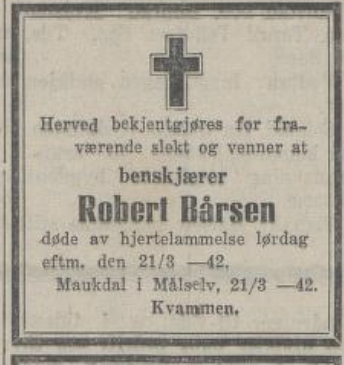 Herved bekjentgjøres for fra-
værende slekt og venner at
benskjærer
Robert Bårsen
døde av hjertelammelse lørdag
eftm. den 21/3 —42.
Maukdal i Målselv, 21/3 —42.
Kvammen.